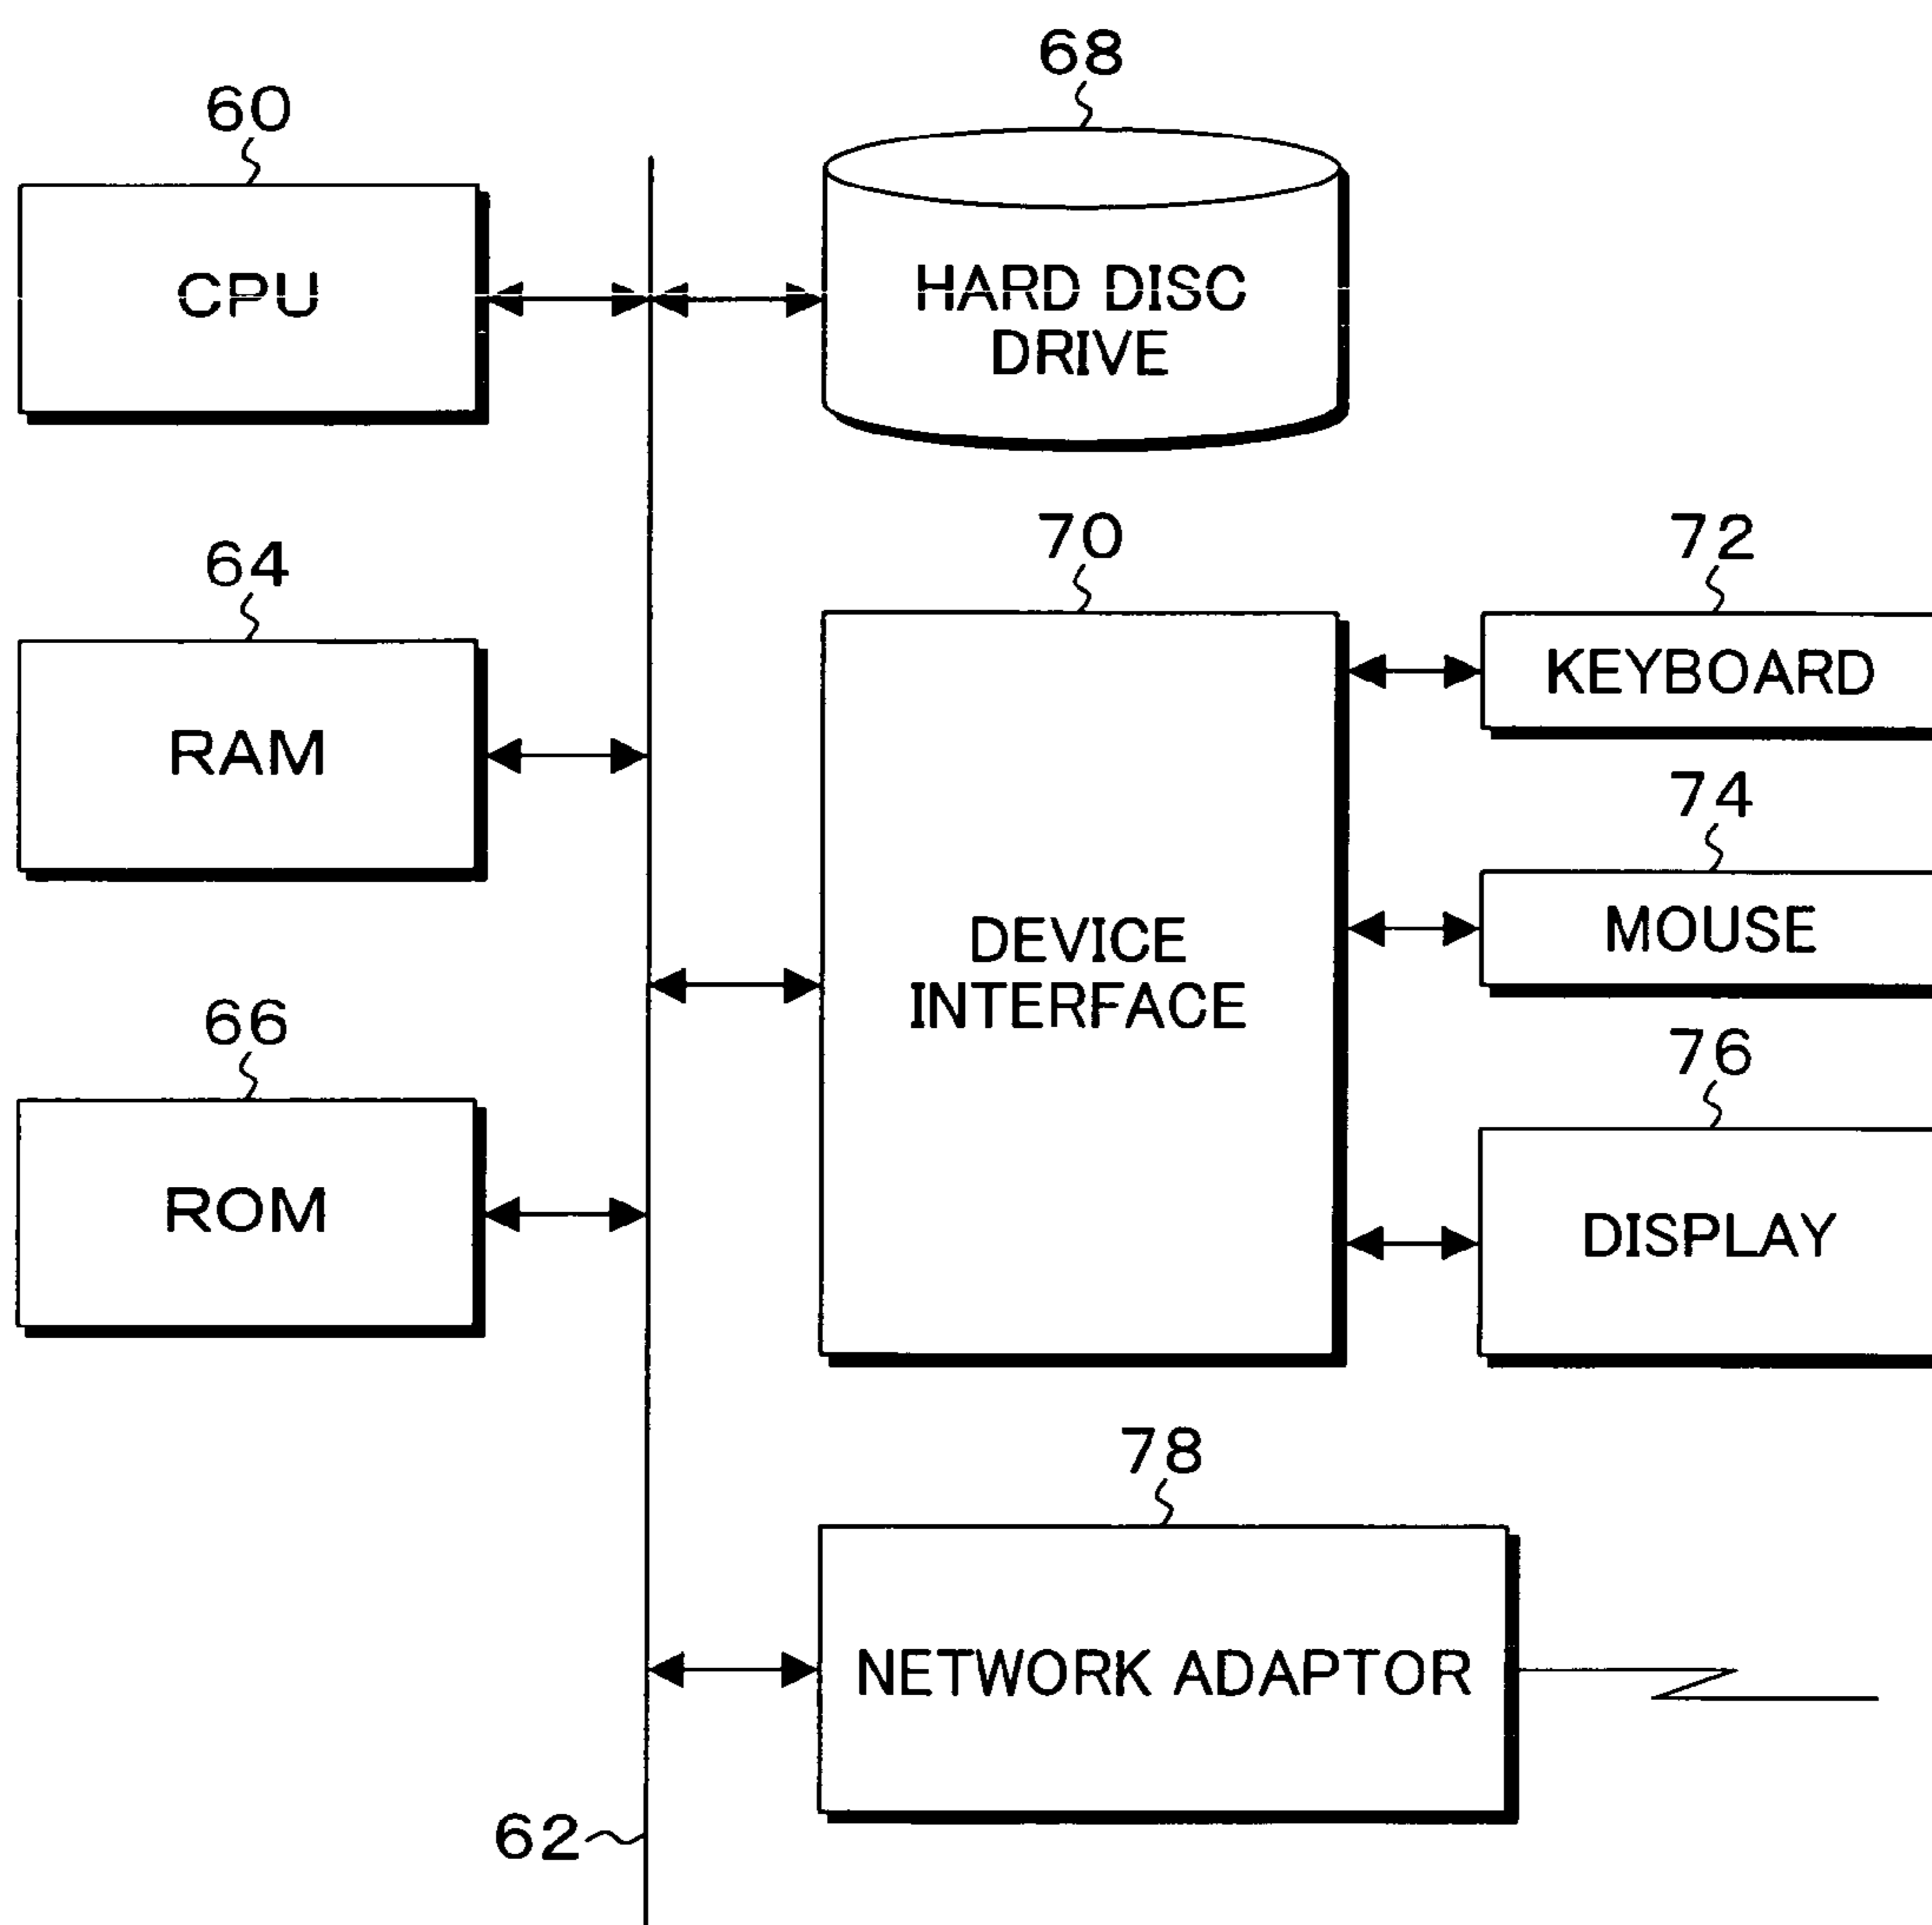 68
60
CPU
HARD DISC
DRIVE
70
72
64
KEYBOARD
RAM
74
DEVICE
INTERFACE
MOUSE
66
76
ROM
DISPLAY
78
NETWORK ADAPTOR
62